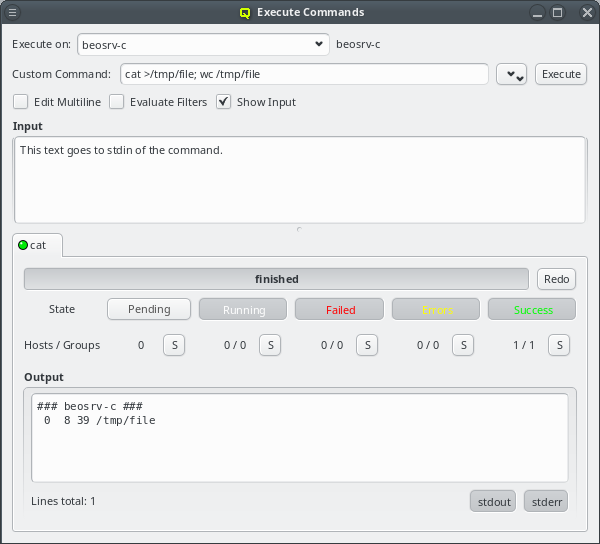 Execute Commands
Execute on: beosrv-c beosrv-c
Custom Command: cat >/tmp/file; wc /tmp/file Execute
Edit Multiline Evaluate Filters Show Input
Input
This text goes to stdin of the command.
cat
finished Redo
State Pending Running Failed Errors Success
Hosts / Groups 0 S 0 / 0 S 0 / 0 S 0 / 0 S 1 / 1 S
Output
### beosrv-c ###
0 8 39 /tmp/file
Lines total: 1 stdout stderr